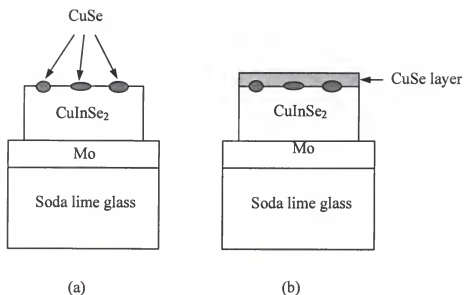 CuSe
CuInSe₂
Mo
Soda lime glass
(a)
CuSe layer
CuInSe₂
Mo
Soda lime glass
(b)